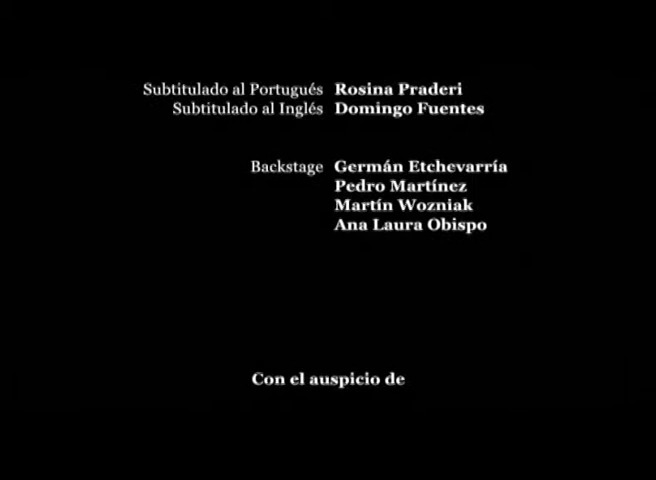 Subtitulado al Portugués Rosina Praderi
Subtitulado al Inglés Domingo Fuentes
Backstage Germán Etchevarría
Pedro Martínez
Martín Wozniak
Ana Laura Obispo
Con el auspicio de